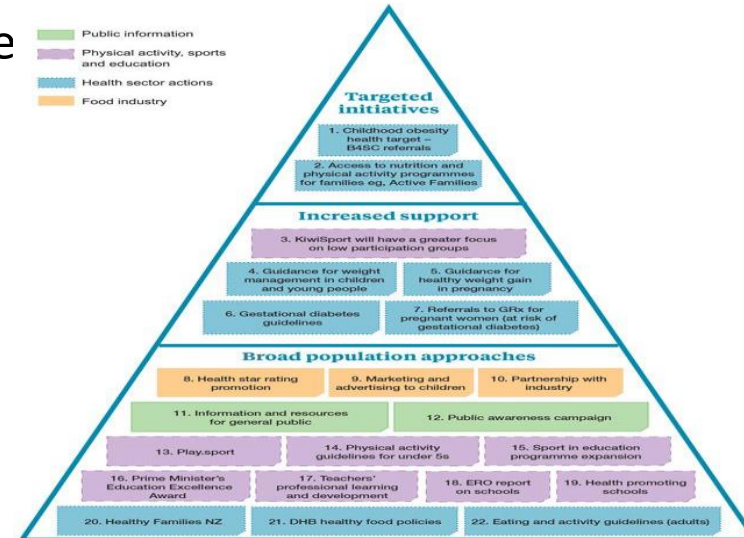 e
Public information
Physical activity, sports
and education
Health sector actions
Food industry
Targeted
initiatives
1. Childhood obesity
health target –
B4SC referrals
2. Access to nutrition and
physical activity programmes
for families eg, Active Families
Increased support
3. KiwiSport will have a greater focus
on low participation groups
4. Guidance for weight
management in children
and young people
5. Guidance for
healthy weight gain
in pregnancy
6. Gestational diabetes
guidelines
7. Referrals to GRx for
pregnant women (at risk of
gestational diabetes)
Broad population approaches
8. Health star rating
promotion
9. Marketing and
advertising to children
10. Partnership with
industry
11. Information and resources
for general public
12. Public awareness campaign
13. Play.sport
14. Physical activity
guidelines for under 5s
15. Sport in education
programme expansion
16. Prime Minister's
Education Excellence
Award
17. Teachers'
professional learning
and development
18. ERO report
on schools
19. Health promoting
schools
20. Healthy Families NZ
21. DHB healthy food policies
22. Eating and activity guidelines (adults)